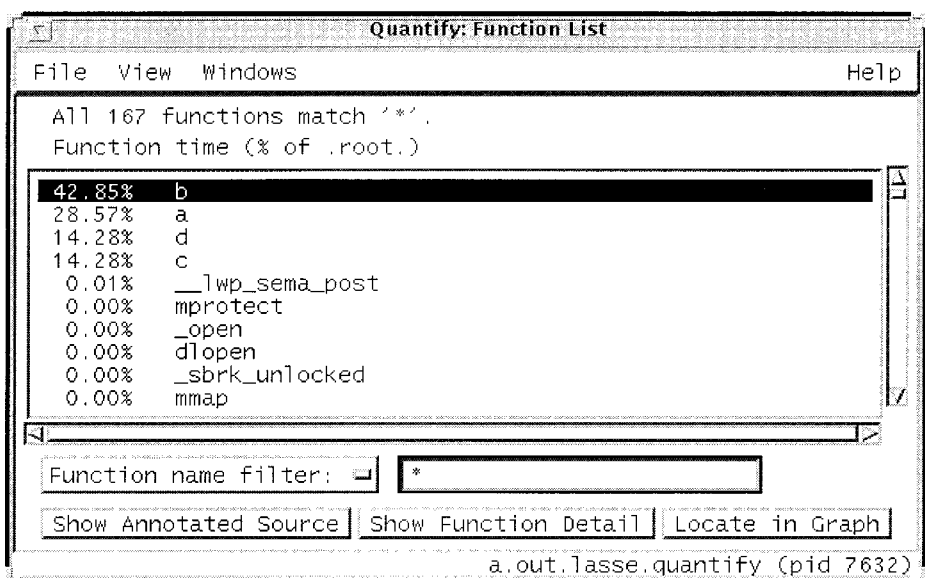 Quantify: Function List
File View Windows Help
All 167 functions match '*'.
Function time (% of .root.)
42.85% b
28.57% a
14.28% d
14.28% c
0.01% __lwp_sema_post
0.00% mprotect
0.00% _open
0.00% dlopen
0.00% _sbrk_unlocked
0.00% mmap
Function name filter: *
Show Annotated Source Show Function Detail Locate in Graph
a.out.lasse.quantify (pid 7632)